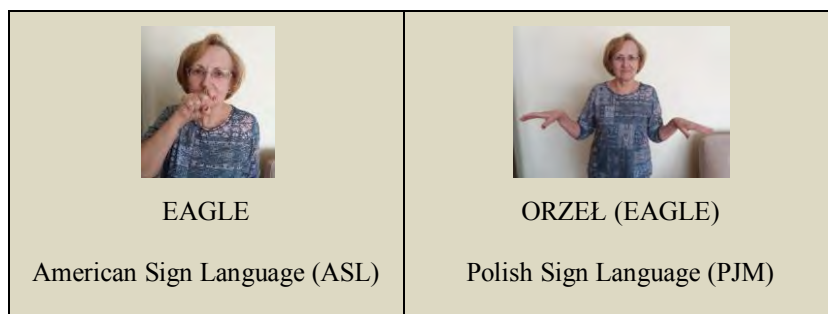 EAGLE
American Sign Language (ASL)
ORZEŁ (EAGLE)
Polish Sign Language (PJM)